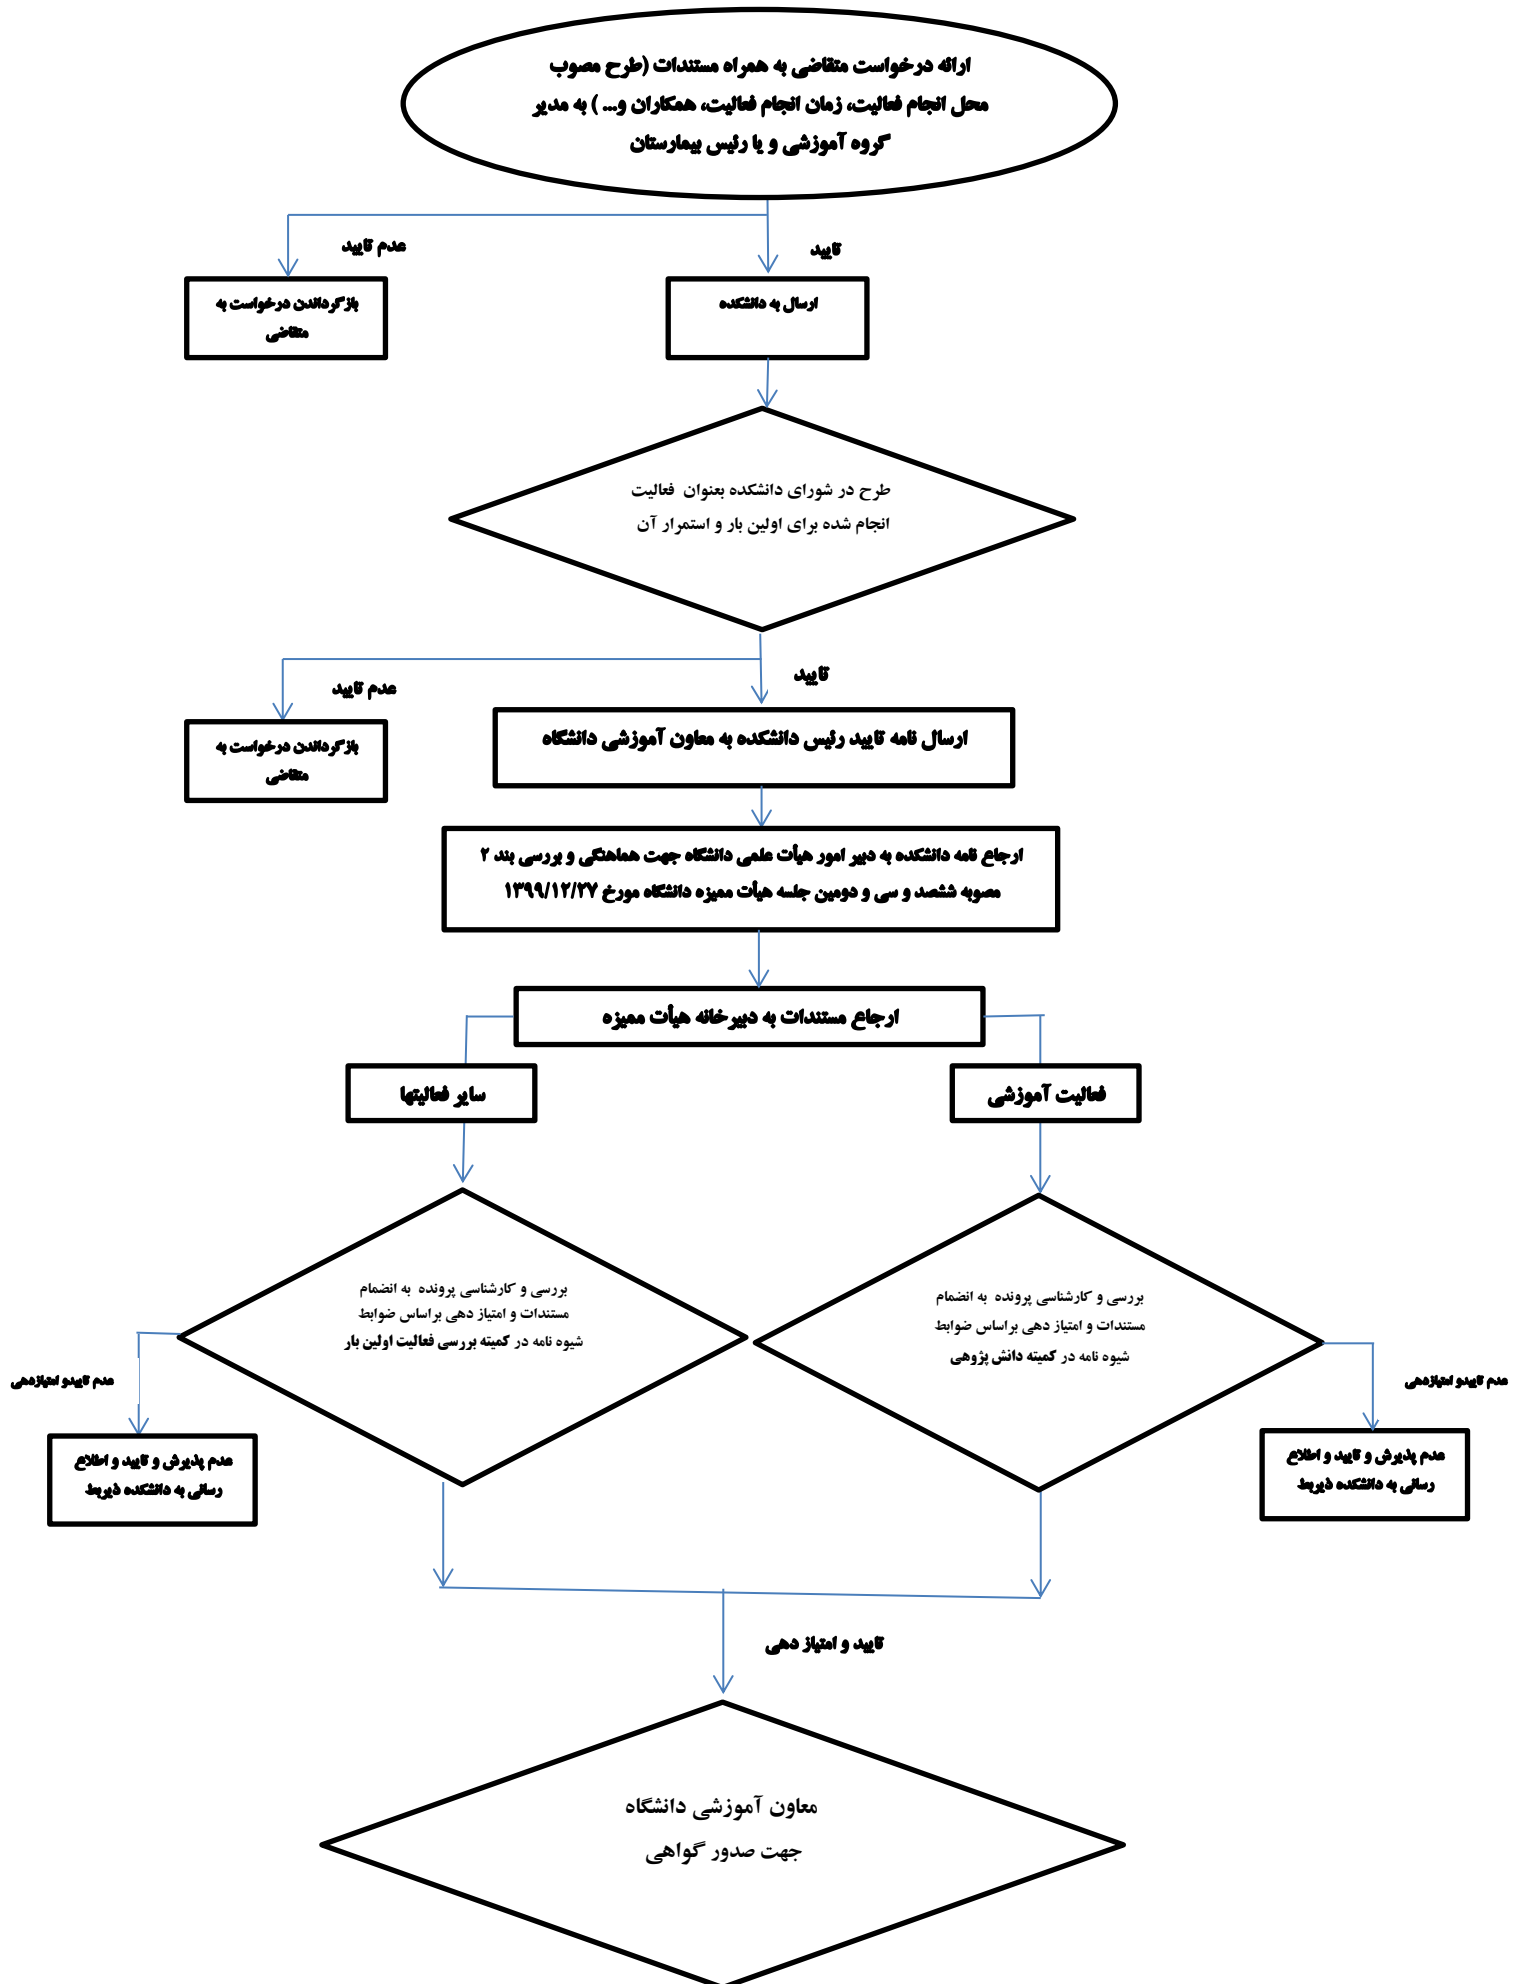 ارائه درخواست متقاضی به همراه مستندات (طرح مصوب
محل انجام فعالیت، زمان انجام فعالیت، همکاران و... ) به مدیر
گروه آموزشی و یا رئیس بیمارستان
تایید
عدم تایید
ارسال به دانشکده
بازگرداندن درخواست به
متقاضی
طرح در شورای دانشکده بعنوان فعالیت
انجام شده برای اولین بار و استمرار آن
تایید
عدم تایید
ارسال نامه تایید رئیس دانشکده به معاون آموزشی دانشگاه
بازگرداندن درخواست به
متقاضی
ارجاع نامه دانشکده به دبیر امور هیأت علمی دانشگاه جهت هماهنگی و بررسی بند ۲
مصوبه ششصد و سی و دومین جلسه هیأت ممیزه دانشگاه مورخ ۱۳۹۹/۱۲/۲۷
ارجاع مستندات به دبیرخانه هیأت ممیزه
فعالیت آموزشی
سایر فعالیتها
بررسی و کارشناسی پرونده به انضمام
مستندات و امتیاز دهی براساس ضوابط
شیوه نامه در کمیته دانش پژوهی
بررسی و کارشناسی پرونده به انضمام
مستندات و امتیاز دهی براساس ضوابط
شیوه نامه در کمیته بررسی فعالیت اولین بار
عدم تاییدو امتیازدهی
عدم تاییدو امتیازدهی
عدم پذیرش و تایید و اطلاع
رسانی به دانشکده ذیربط
عدم پذیرش و تایید و اطلاع
رسانی به دانشکده ذیربط
تایید و امتیاز دهی
معاون آموزشی دانشگاه
جهت صدور گواهی